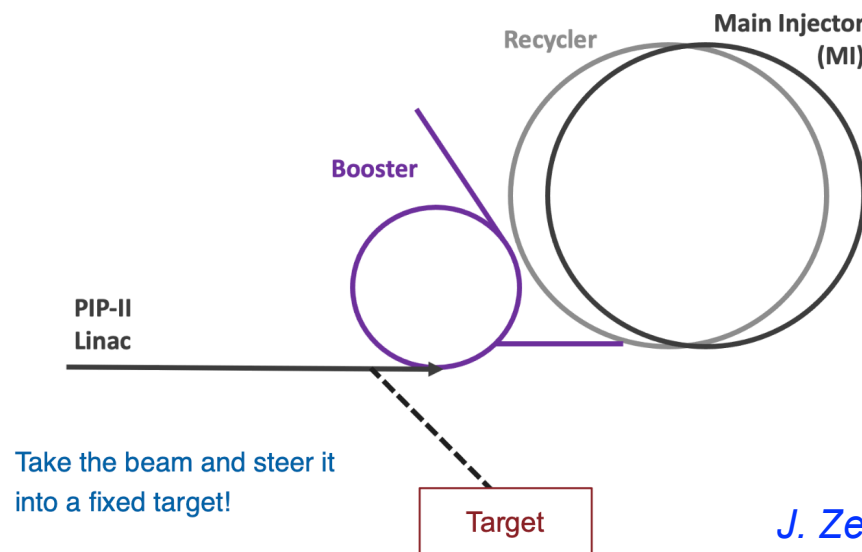 Main Injector
(MI)
Recycler
Booster
PIP-II
Linac
Take the beam and steer it
into a fixed target!
Target
J. Ze